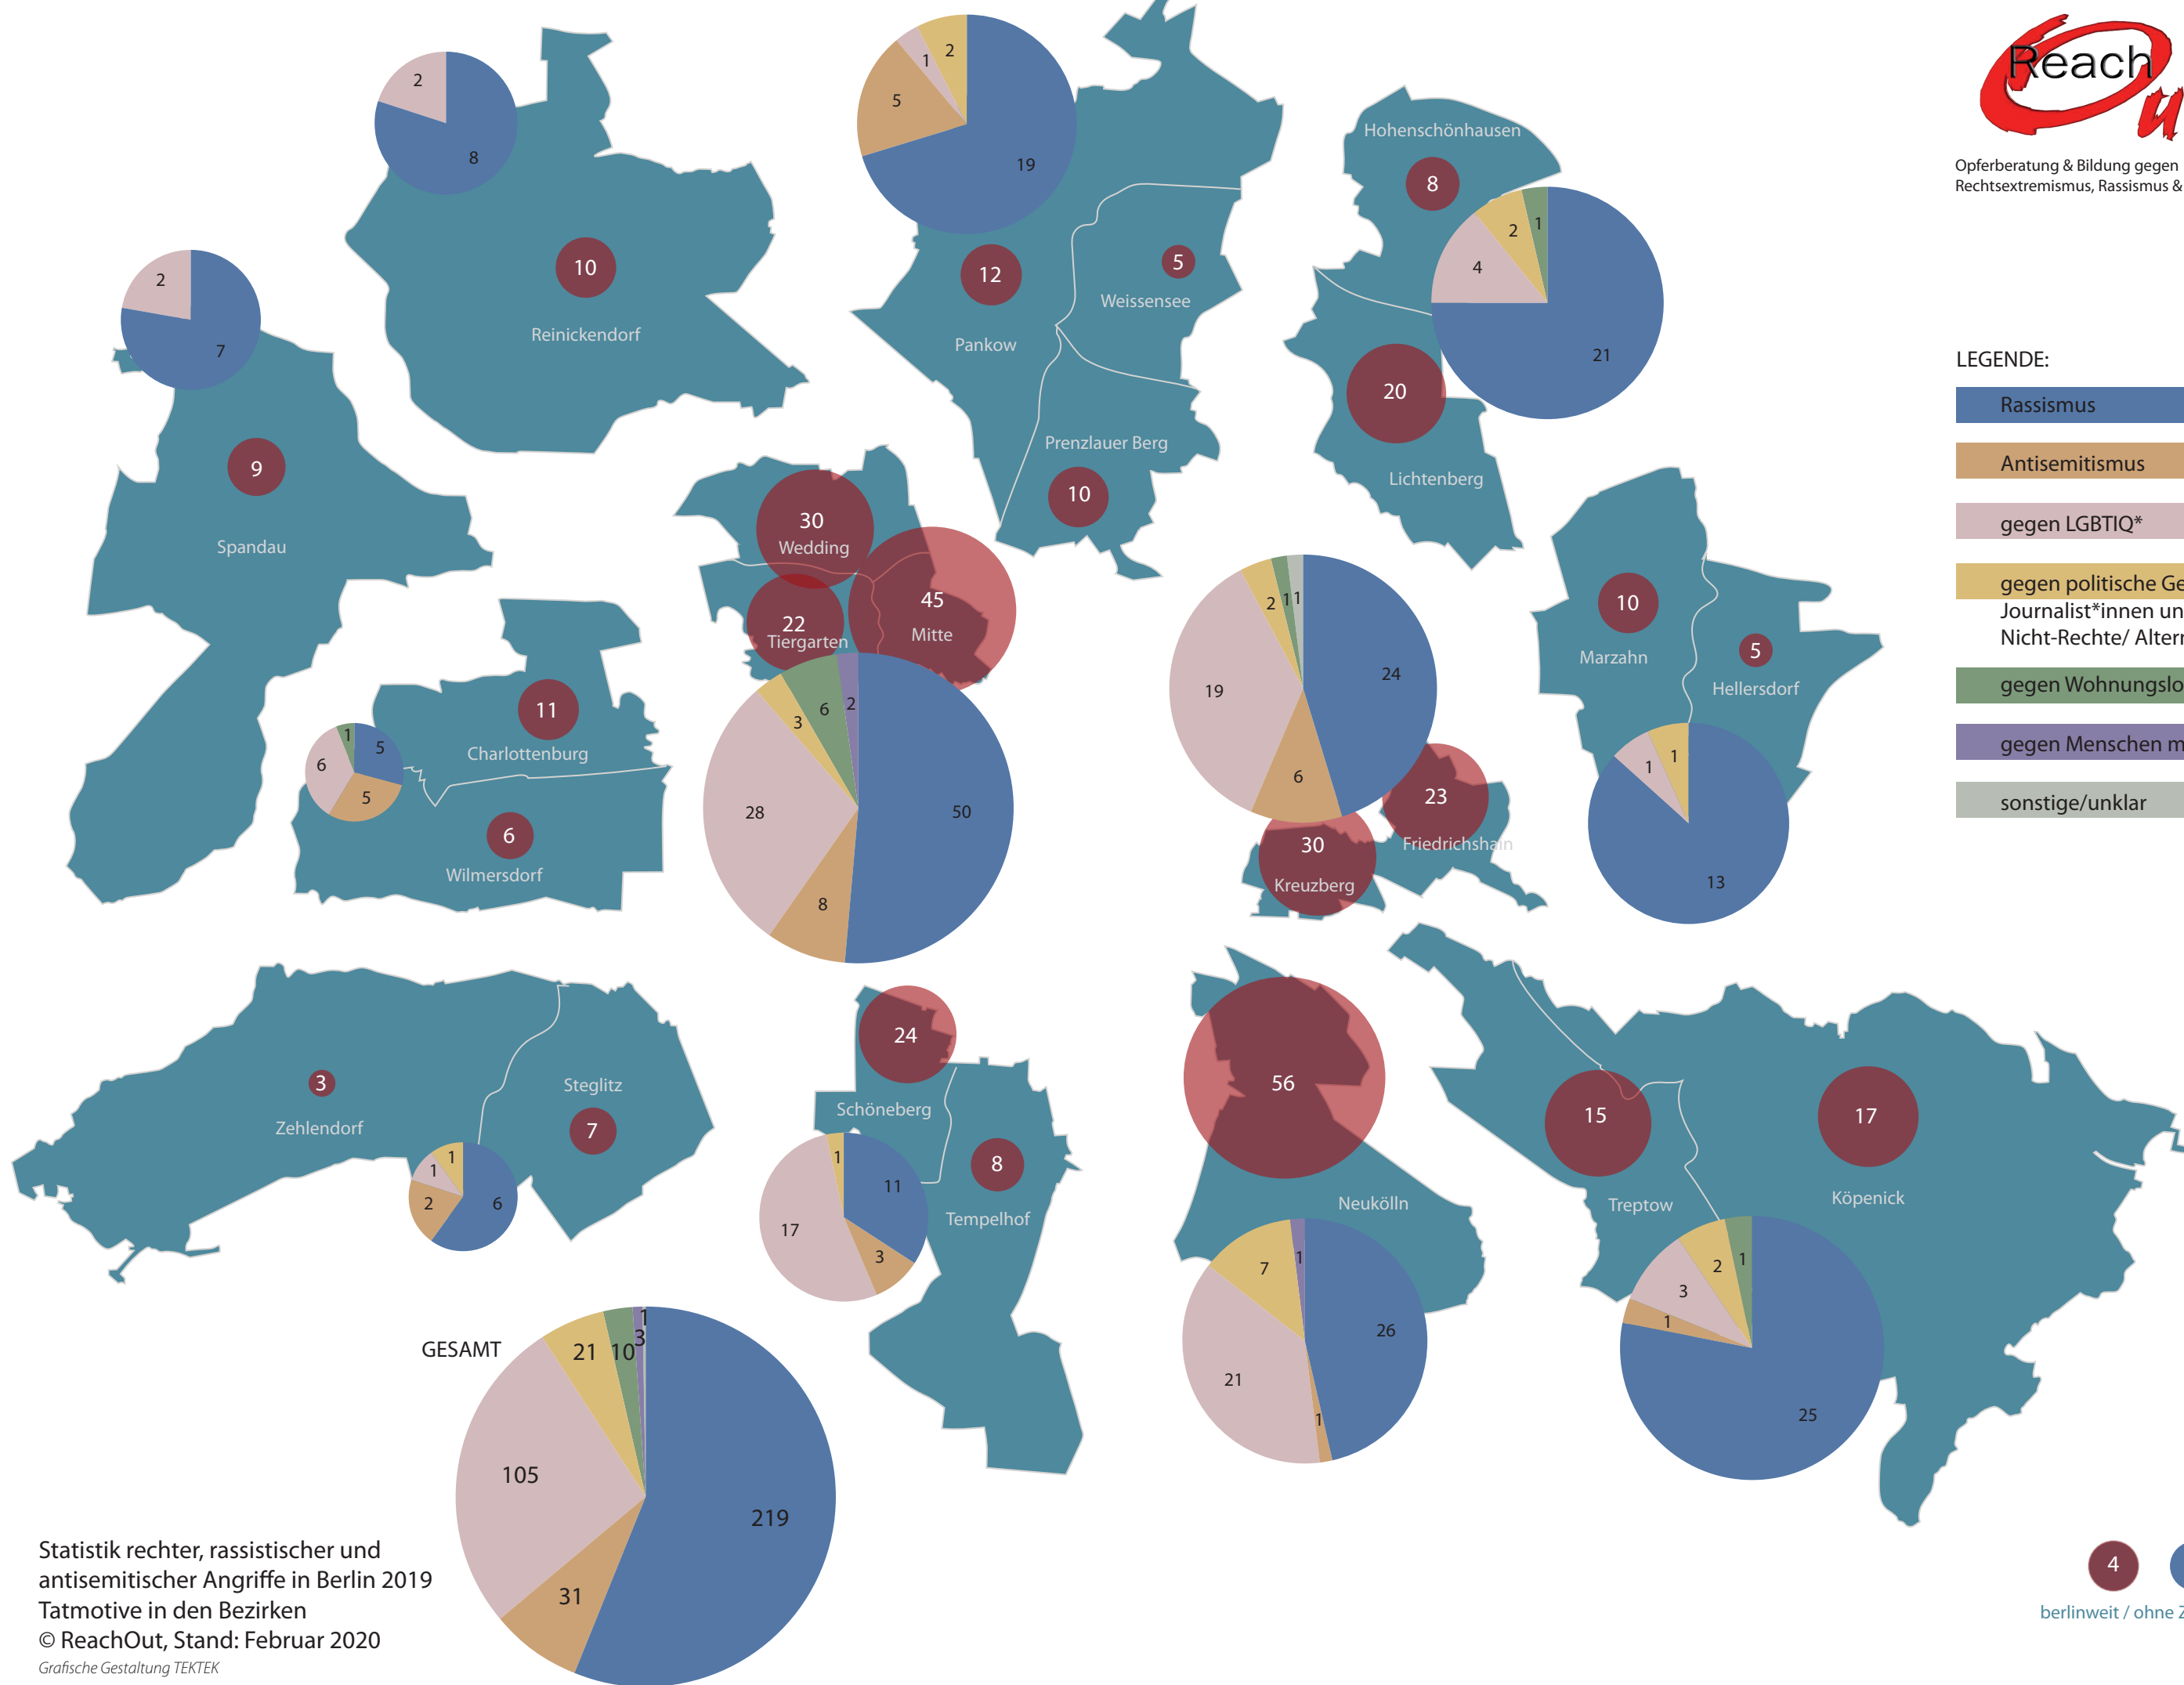 Reach
Opferberatung & Bildung gegen
Rechtsextremismus, Rassismus &
2
8
10
Reinickendorf
2
7
9
Spandau
1
2
5
19
12
Pankow
5
Weissensee
Prenzlauer Berg
10
Hohenschönhausen
8
2
1
4
21
20
Lichtenberg
LEGENDE:
Rassismus
Antisemitismus
gegen LGBTIQ*
gegen politische Ge
Journalist*innen un
Nicht-Rechte/ Altern
gegen Wohnungslo
gegen Menschen m
sonstige/unklar
30
Wedding
22
Tiergarten
45
Mitte
3
6
2
28
50
8
11
Charlottenburg
1
5
6
5
6
Wilmersdorf
2
1
1
19
24
6
23
Friedrichshain
30
Kreuzberg
10
Marzahn
5
Hellersdorf
1
1
13
3
Zehlendorf
Steglitz
7
1
1
2
6
24
Schöneberg
8
Tempelhof
1
11
17
3
56
Neukölln
7
1
26
21
1
15
Treptow
17
Köpenick
2
1
3
1
25
GESAMT
21
10
3
1
105
219
31
Statistik rechter, rassistischer und
antisemitischer Angriffe in Berlin 2019
Tatmotive in den Bezirken
© ReachOut, Stand: Februar 2020
Grafische Gestaltung TEKTEK
4
berlinweit / ohne Z